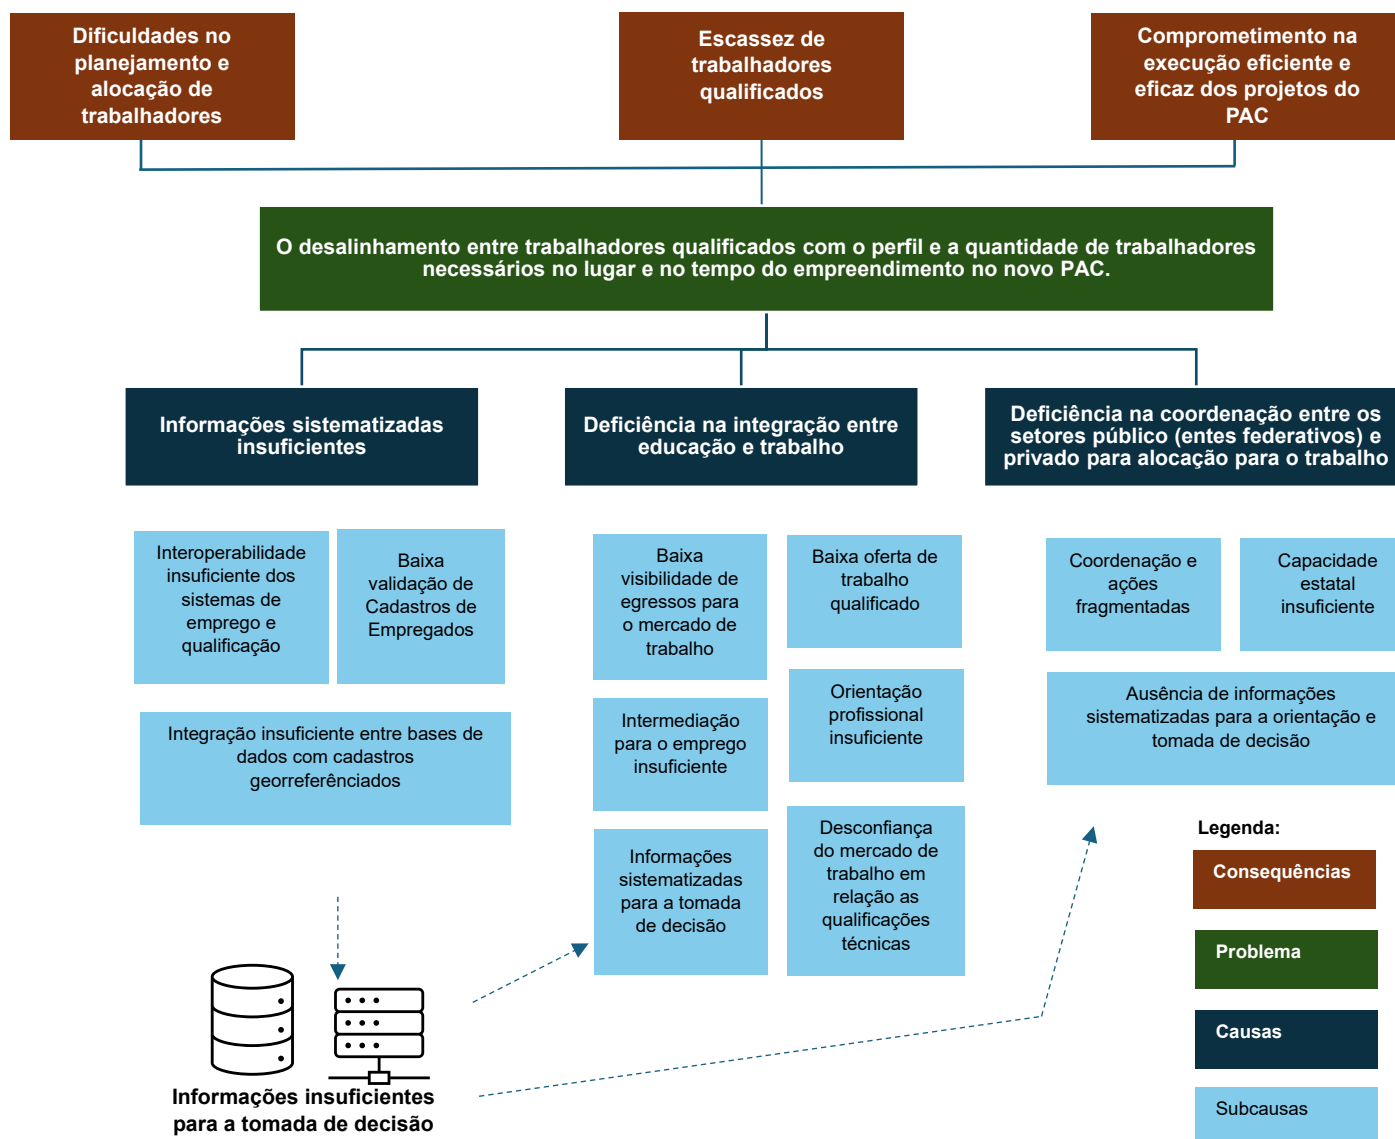 Dificuldades no
planejamento e
alocação de
trabalhadores
Escassez de
trabalhadores
qualificados
Comprometimento na
execução eficiente e
eficaz dos projetos do
PAC
O desalinhamento entre trabalhadores qualificados com o perfil e a quantidade de trabalhadores
necessários no lugar e no tempo do empreendimento no novo PAC.
Informações sistematizadas
insuficientes
Deficiência na integração entre
educação e trabalho
Deficiência na coordenação entre os
setores público (entes federativos) e
privado para alocação para o trabalho
Interoperabilidade
insuficiente dos
sistemas de
emprego e
qualificação
Baixa
validação de
Cadastros de
Empregados
Integração insuficiente entre bases de
dados com cadastros
georreferênciados
Baixa
visibilidade de
egressos para
o mercado de
trabalho
Baixa oferta de
trabalho
qualificado
Intermediação
para o emprego
insuficiente
Orientação
profissional
insuficiente
Informações
sistematizadas
para a tomada
de decisão
Desconfiança
do mercado de
trabalho em
relação as
qualificações
técnicas
Coordenação e
ações
fragmentadas
Capacidade
estatal
insuficiente
Ausência de informações
sistematizadas para a orientação e
tomada de decisão
Informações insuficientes
para a tomada de decisão
Legenda:
Consequências
Problema
Causas
Subcausas